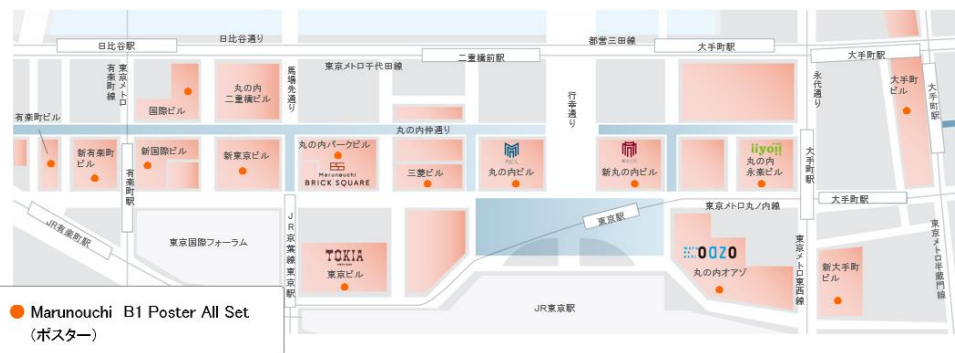 日比谷駅
日比谷通り
都営三田線
二重橋前駅
大手町駅
大手町駅
東京メトロ
有楽町線
国際ビル
丸の内
二重橋ビル
馬場先通り
東京メトロ千代田線
行幸通り
永代通り
大手町
ビル
大手町駅
有楽町ビル
丸の内仲通り
新有楽町
ビル
有楽町駅
新国際ビル
新東京ビル
丸の内パークビル
Marunouchi
BRICK SQUARE
三菱ビル
丸の内ビル
新丸の内ビル
iiyo!!
丸の内
永楽ビル
大手町駅
大手町駅
東京メトロ丸ノ内線
東京駅
JR有楽町駅
東京国際フォーラム
JR京葉線東京駅
TOKIA
東京ビル
OAZO
丸の内オアゾ
東京メトロ東西線
新大手町
ビル
東京メトロ半蔵門線
JR東京駅
Marunouchi B1 Poster All Set
(ポスター)